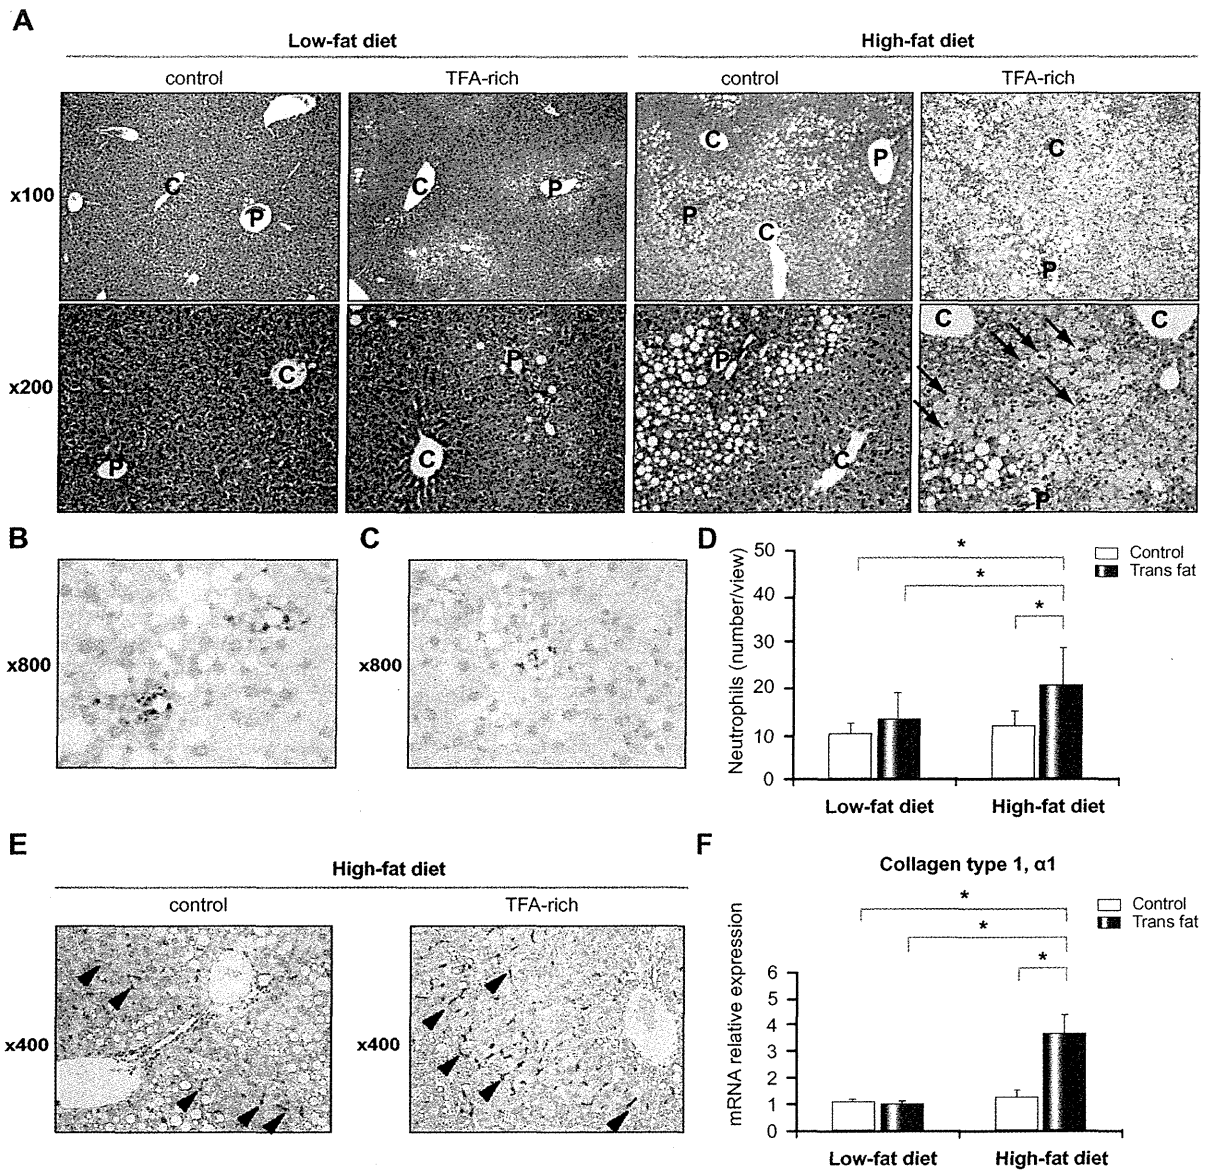 A
Low-fat diet
High-fat diet
control
TFA-rich
control
TFA-rich
x100
C
P
C
P
C
P
P
C
C
P
x200
C
P
P
C
P
C
C
C
P
B
x800
C
x800
D
Neutrophils (number/view)
50
40
30
20
10
0
*
*
*
Control
Trans fat
Low-fat diet
High-fat diet
E
High-fat diet
control
TFA-rich
x400
x400
F
Collagen type 1, α1
mRNA relative expression
6
5
4
3
2
1
0
*
*
*
Control
Trans fat
Low-fat diet
High-fat diet